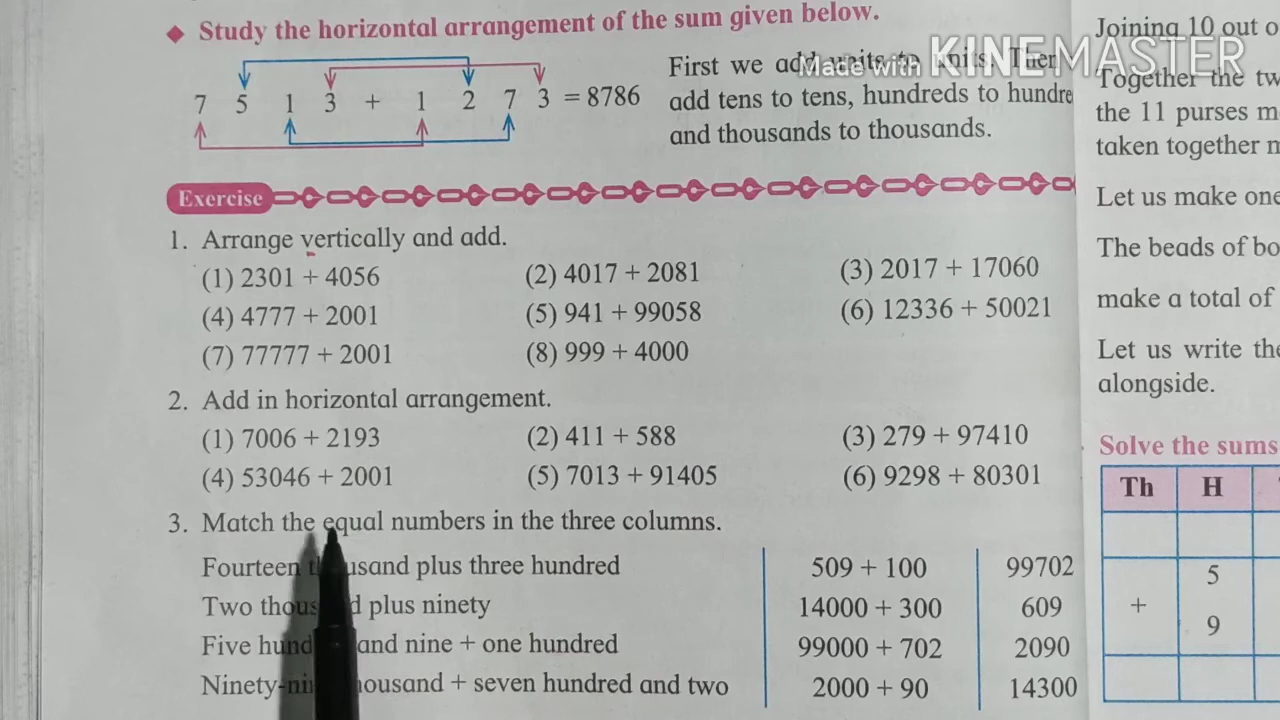 ◆ Study the horizontal arrangement of the sum given below.
7 5 1 3 + 1 2 7 3 = 8786
First we add units to units. Then
add tens to tens, hundreds to hundre
and thousands to thousands.
Made with KINEMASTER
Exercise
1. Arrange vertically and add.
(1) 2301 + 4056 (2) 4017 + 2081 (3) 2017 + 17060
(4) 4777 + 2001 (5) 941 + 99058 (6) 12336 + 50021
(7) 77777 + 2001 (8) 999 + 4000
2. Add in horizontal arrangement.
(1) 7006 + 2193 (2) 411 + 588 (3) 279 + 97410
(4) 53046 + 2001 (5) 7013 + 91405 (6) 9298 + 80301
3. Match the equal numbers in the three columns.
Fourteen thousand plus three hundred 509 + 100 99702
Two thousand plus ninety 14000 + 300 609
Five hundred and nine + one hundred 99000 + 702 2090
Ninety-nine thousand + seven hundred and two 2000 + 90 14300
Joining 10 out o
Together the tw
the 11 purses m
taken together m
Let us make one
The beads of bo
make a total of
Let us write the
alongside.
Solve the sums
Th H
5
+ 9